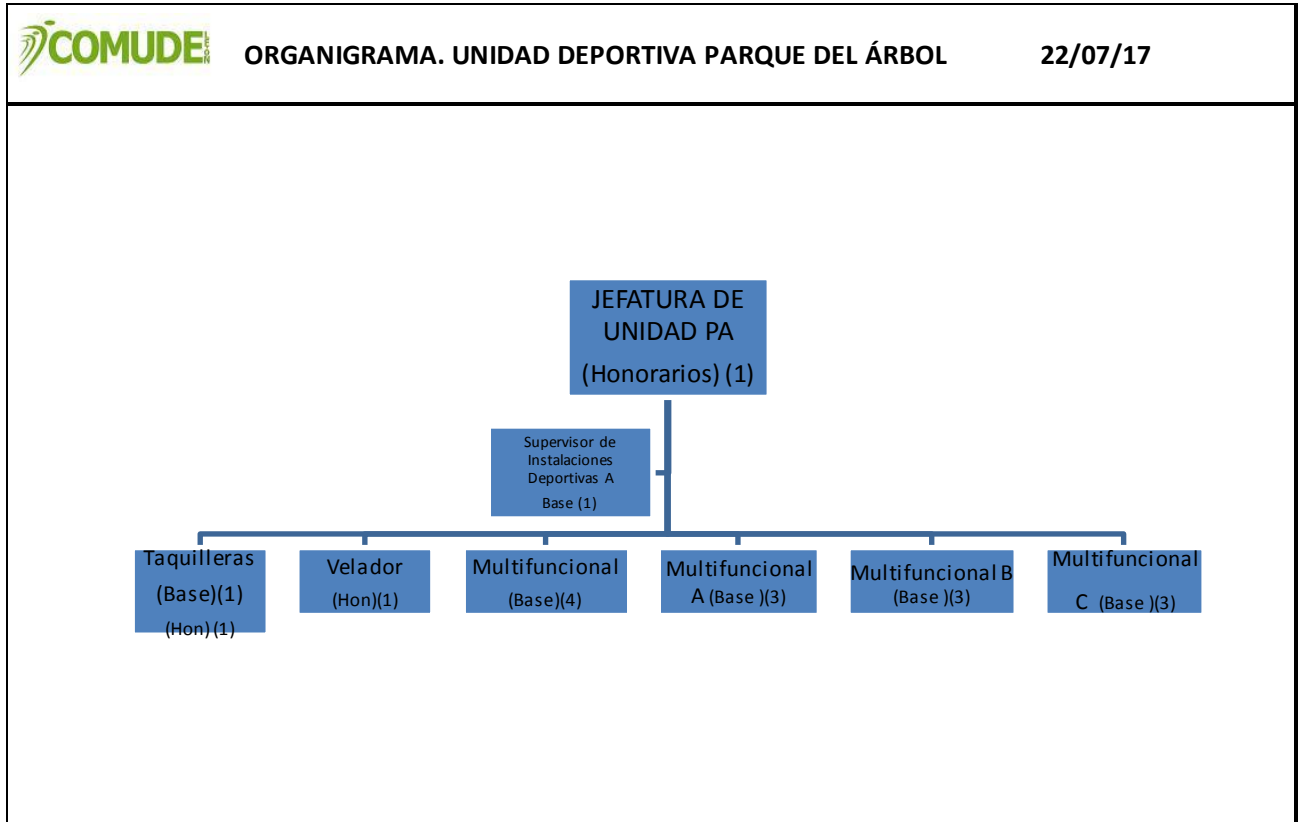 COMUDE LEÓN
ORGANIGRAMA. UNIDAD DEPORTIVA PARQUE DEL ÁRBOL 22/07/17
JEFATURA DE
UNIDAD PA
(Honorarios) (1)
Supervisor de
Instalaciones
Deportivas A
Base (1)
Taquilleras
(Base)(1)
(Hon) (1)
Velador
(Hon)(1)
Multifuncional
(Base)(4)
Multifuncional
A (Base )(3)
Multifuncional B
(Base )(3)
Multifuncional
C (Base )(3)